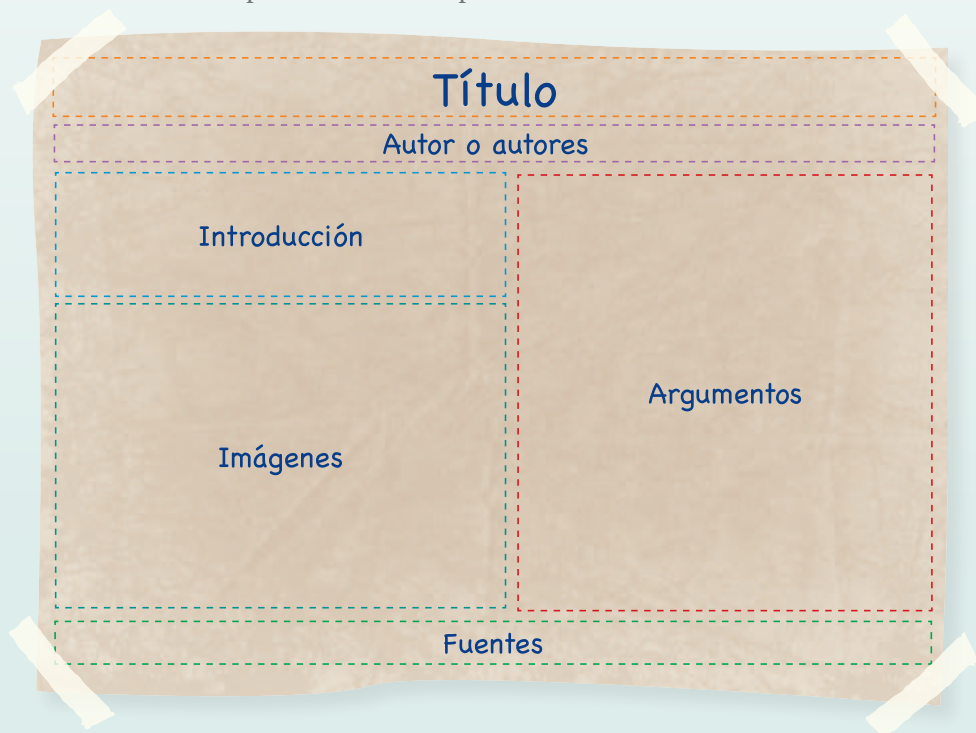 Título
Autor o autores
Introducción
Argumentos
Imágenes
Fuentes